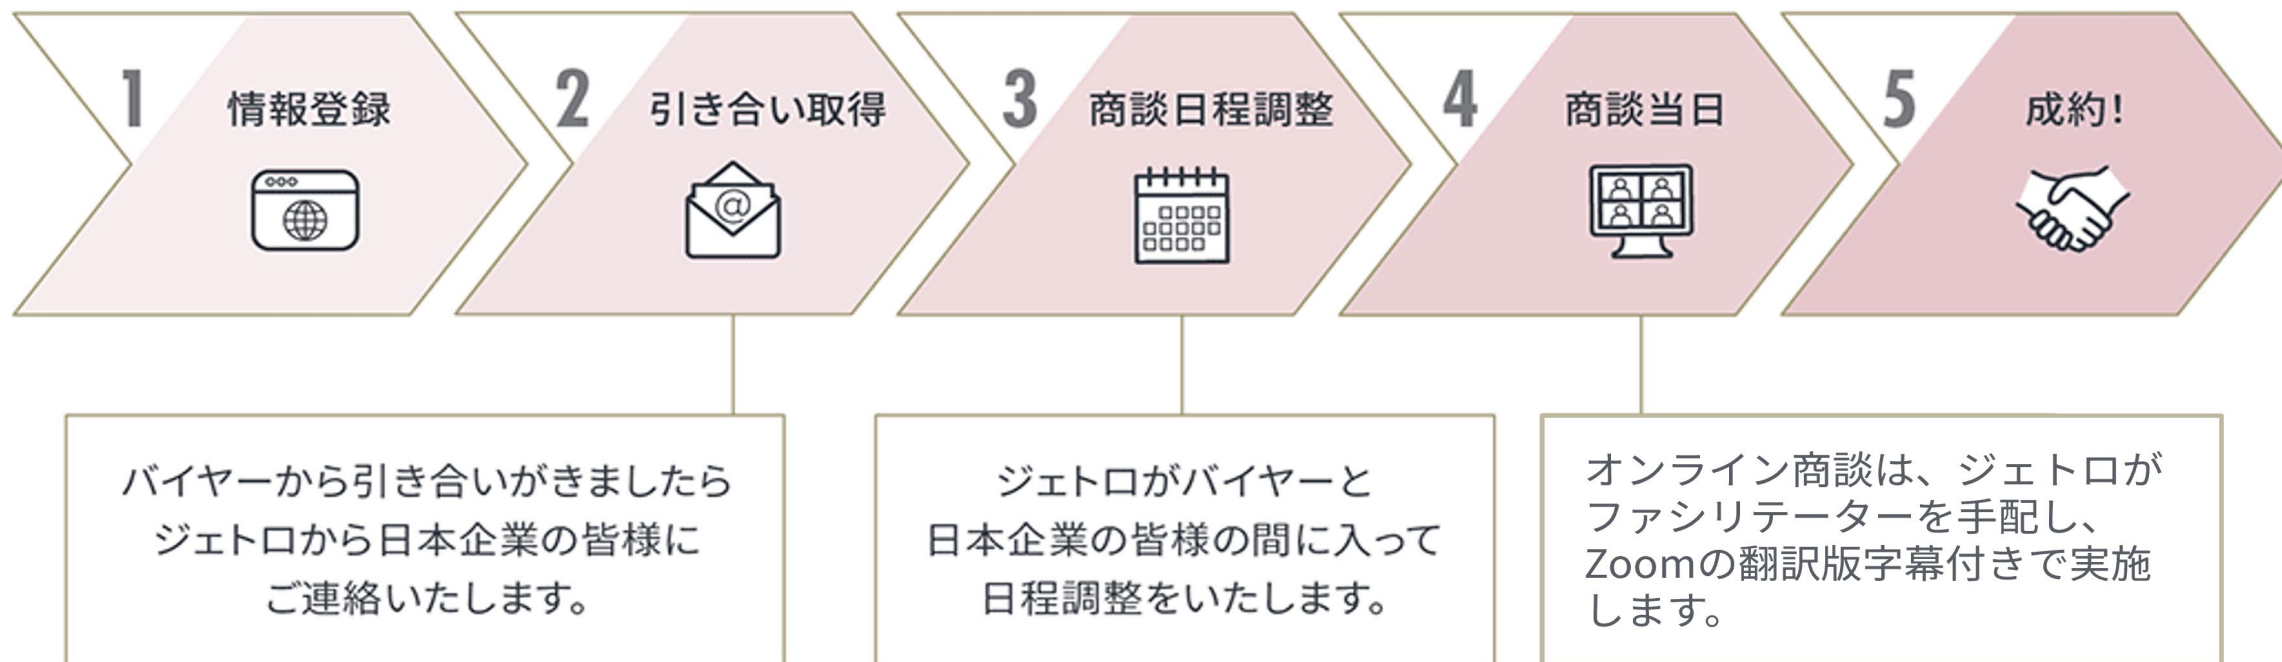 1 情報登録
2 引き合い取得
3 商談日程調整
4 商談当日
5 成約!
バイヤーから引き合いがきましたら
ジェトロから日本企業の皆様に
ご連絡いたします。
ジェトロがバイヤーと
日本企業の皆様の間に入って
日程調整をいたします。
オンライン商談は、ジェトロが
ファシリテーターを手配し、
Zoomの翻訳版字幕付きで実施
します。